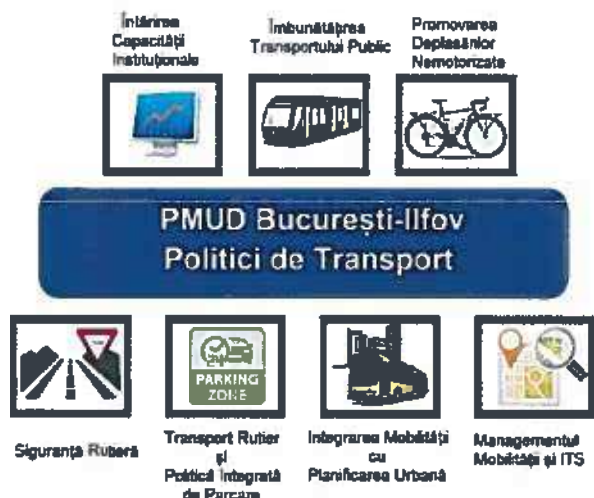 Întărirea
Capacității
Instituționale
Îmbunătățirea
Transportului Public
Promovarea
Deplasărilor
Nemotorizate
PMUD București-Ilfov
Politici de Transport
PARKING
ZONE
Siguranță Rutieră
Transport Rutier
și
Politică Integrată
de Parcare
Integrarea Mobilității
cu
Planificarea Urbană
Managementul
Mobilității și ITS